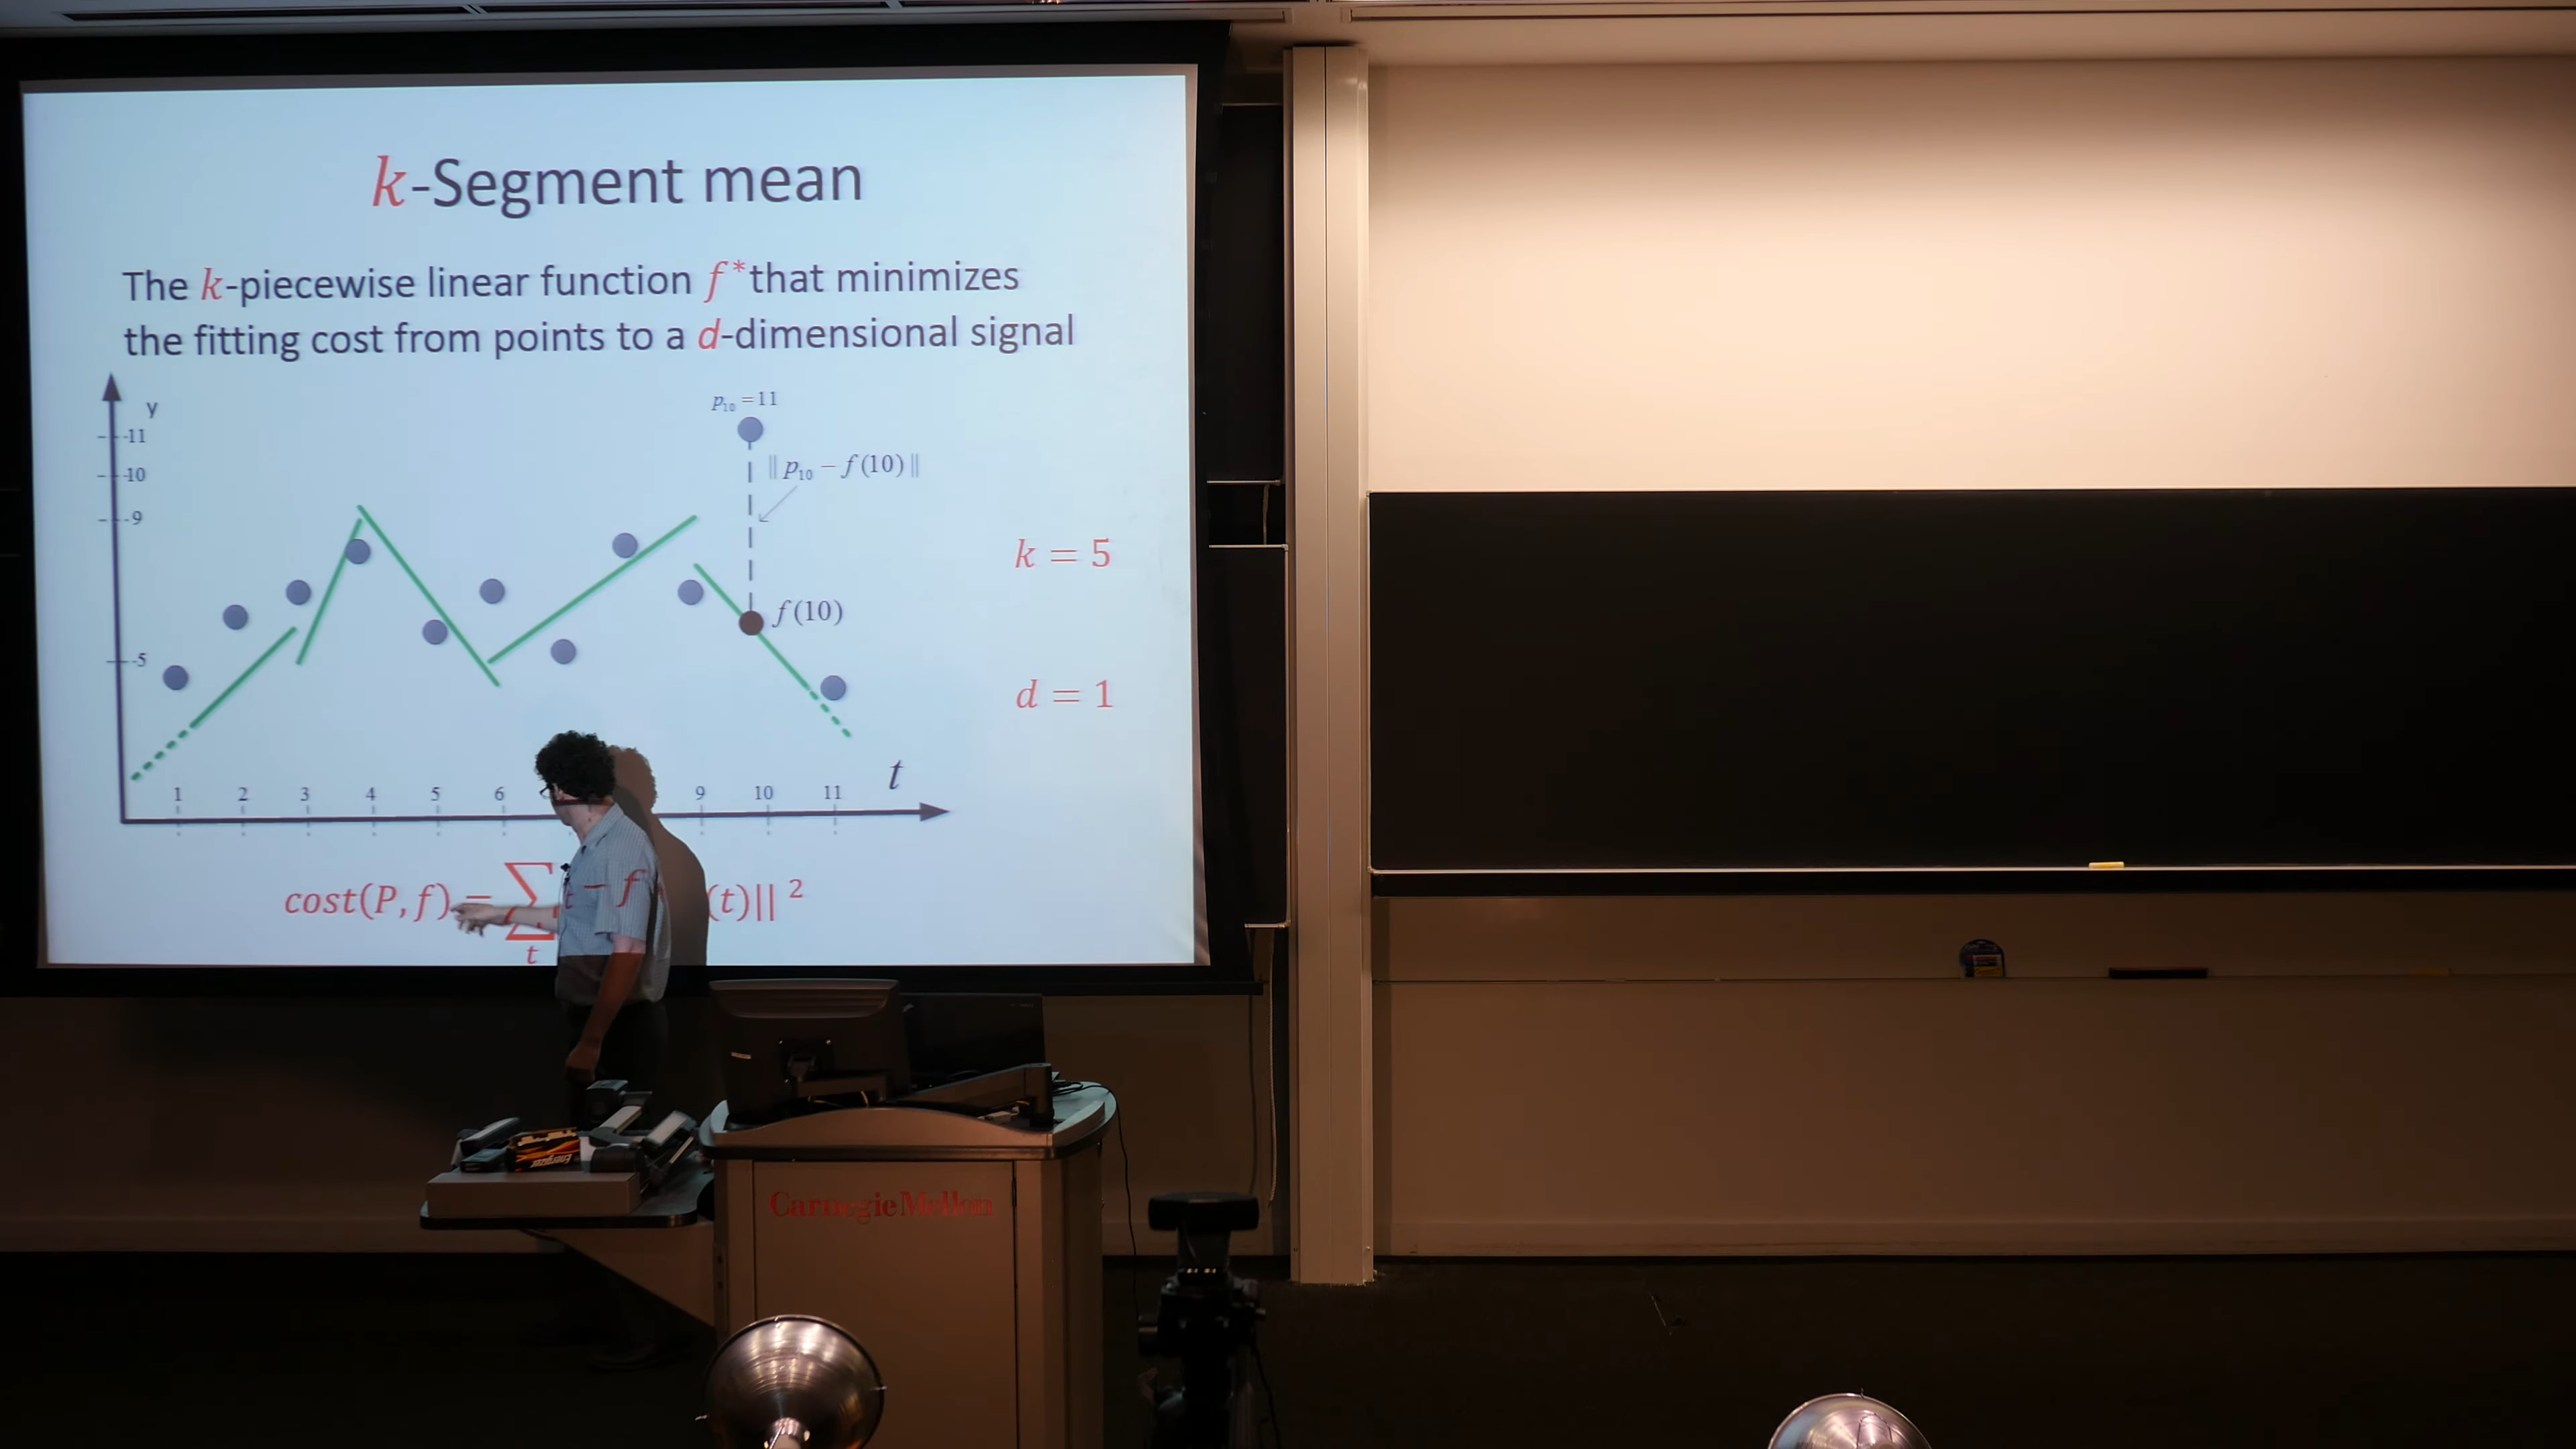 k-Segment mean
The k-piecewise linear function f* that minimizes
the fitting cost from points to a d-dimensional signal
y
p₁₀ = 11
11
10
|| p₁₀ − f(10) ||
9
k = 5
f(10)
5
d = 1
t
1 2 3 4 5 6 9 10 11
cost(P, f) = ∑ t − f (t)|| ²
t
Energizer
Carnegie Mellon